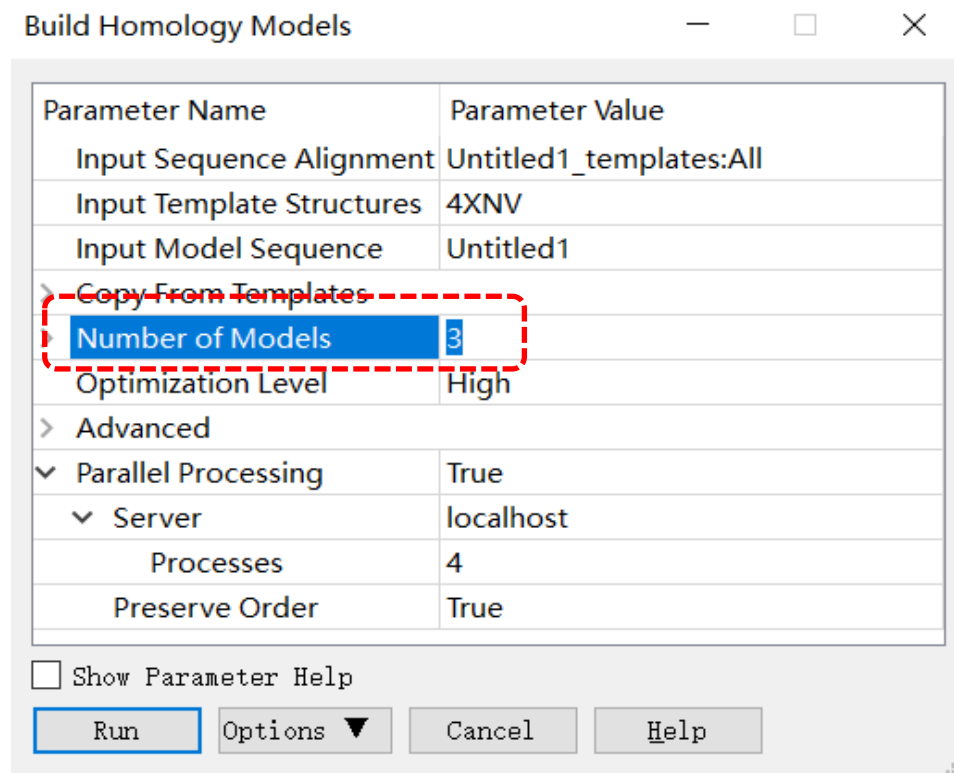 Build Homology Models
Parameter Name Parameter Value
Input Sequence Alignment Untitled1_templates:All
Input Template Structures 4XNV
Input Model Sequence Untitled1
Copy From Templates
Number of Models 3
Optimization Level High
Advanced
Parallel Processing True
Server localhost
Processes 4
Preserve Order True
Show Parameter Help
Run Options ▼ Cancel Help